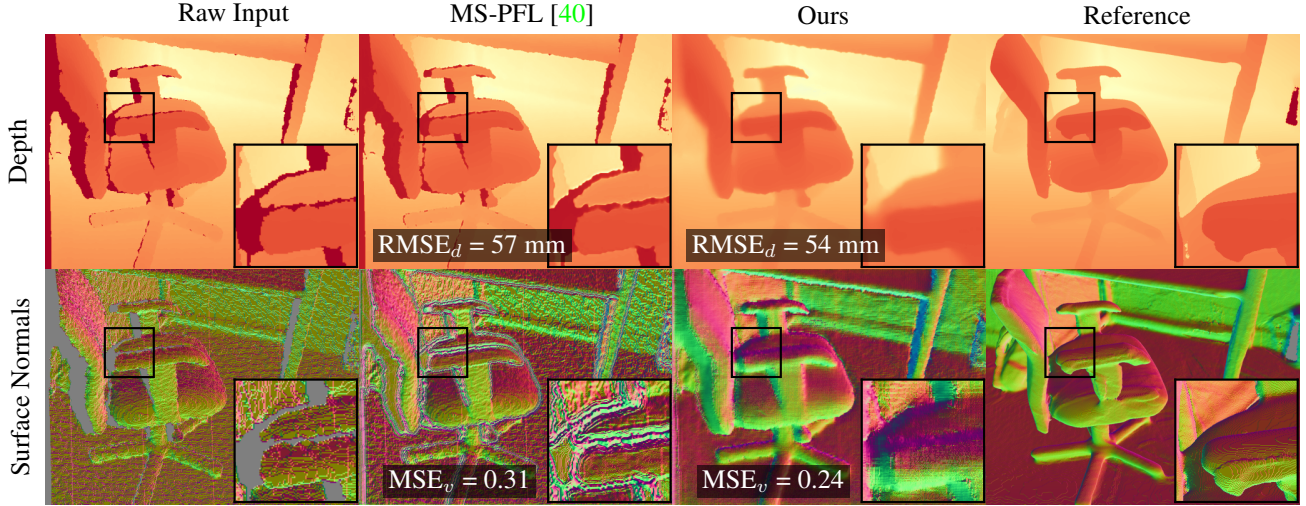 Raw Input MS-PFL [40] Ours Reference
Depth
RMSE_d = 57 mm RMSE_d = 54 mm
Surface Normals
MSE_v = 0.31 MSE_v = 0.24